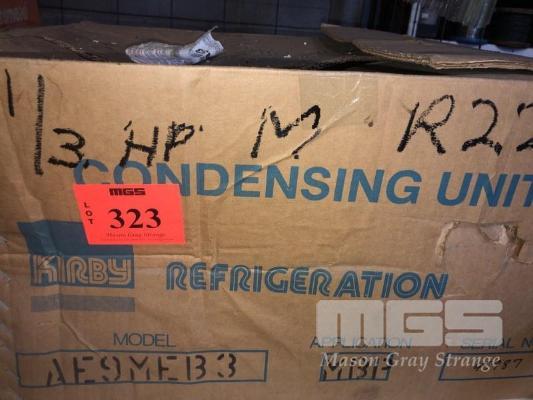 1/3 HP M R22
CONDENSING UNIT
MGS
LOT 323
Mason Gray Strange
KIRBY REFRIGERATION
MGS
Mason Gray Strange
MODEL APPLICATION SERIAL N
AE9MEB3